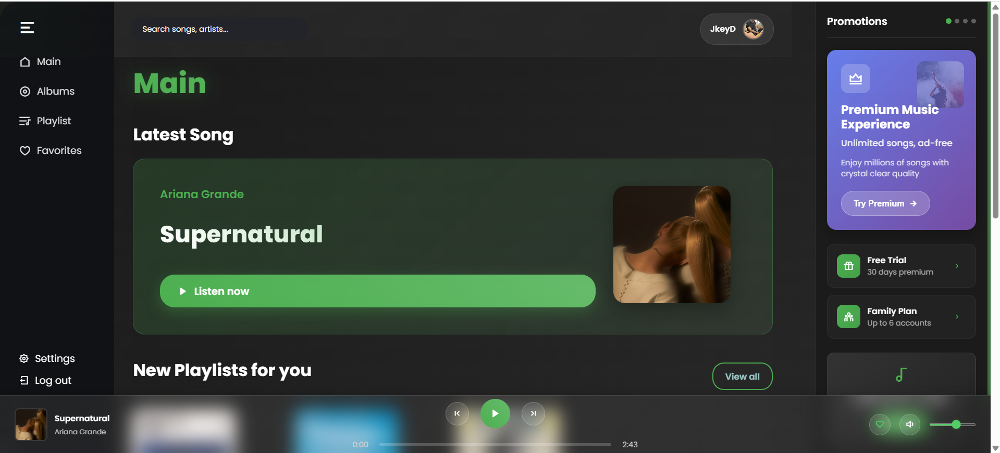 Main
Albums
Playlist
Favorites
Settings
Log out
Search songs, artists...
JkeyD
Main
Latest Song
Ariana Grande
Supernatural
Listen now
New Playlists for you
View all
Promotions
Premium Music
Experience
Unlimited songs, ad-free
Enjoy millions of songs with
crystal clear quality
Try Premium
Free Trial
30 days premium
Family Plan
Up to 6 accounts
Supernatural
Ariana Grande
0:00
2:43